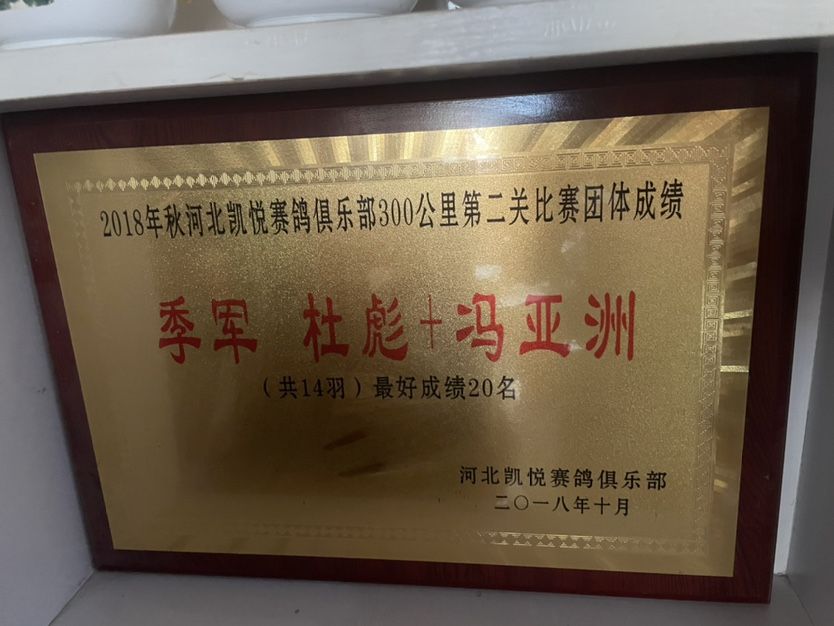 2018年秋河北凯悦赛鸽俱乐部300公里第二关比赛团体成绩
季军 杜彪+冯亚洲
（共14羽）最好成绩20名
河北凯悦赛鸽俱乐部
二〇一八年十月